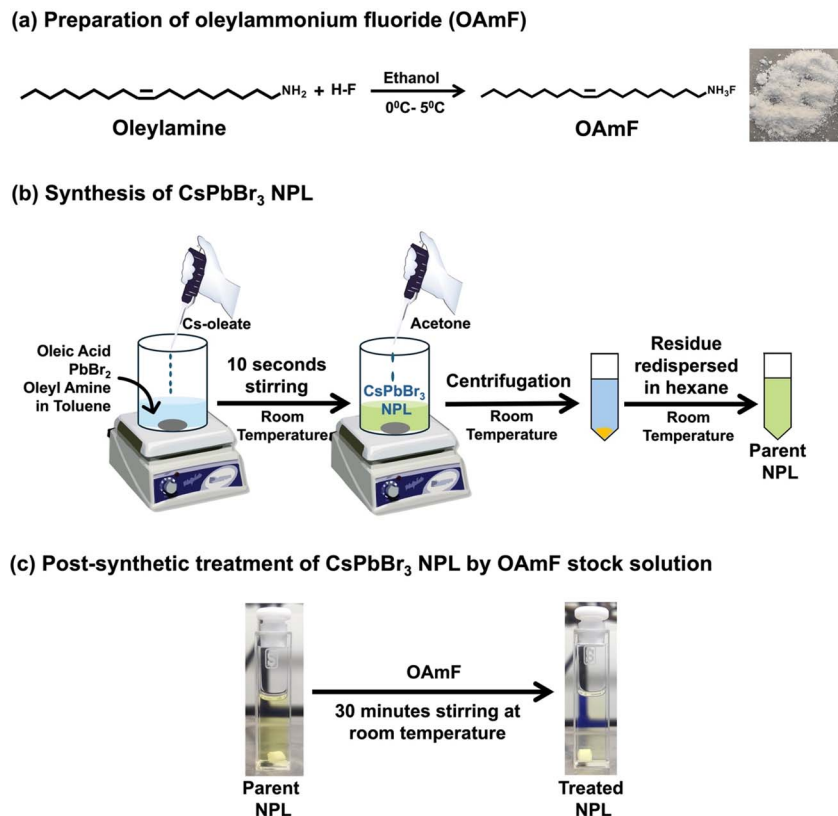 (a) Preparation of oleylammonium fluoride (OAmF)
NH₂ + H-F
Ethanol
0⁰C- 5⁰C
NH₃F
Oleylamine
OAmF
(b) Synthesis of CsPbBr₃ NPL
Cs-oleate
Oleic Acid
PbBr₂
Oleyl Amine
in Toluene
10 seconds
stirring
Room
Temperature
Acetone
CsPbBr₃
NPL
Centrifugation
Room
Temperature
Residue
redispersed
in hexane
Room
Temperature
Parent
NPL
(c) Post-synthetic treatment of CsPbBr₃ NPL by OAmF stock solution
OAmF
30 minutes stirring at
room temperature
Parent
NPL
Treated
NPL